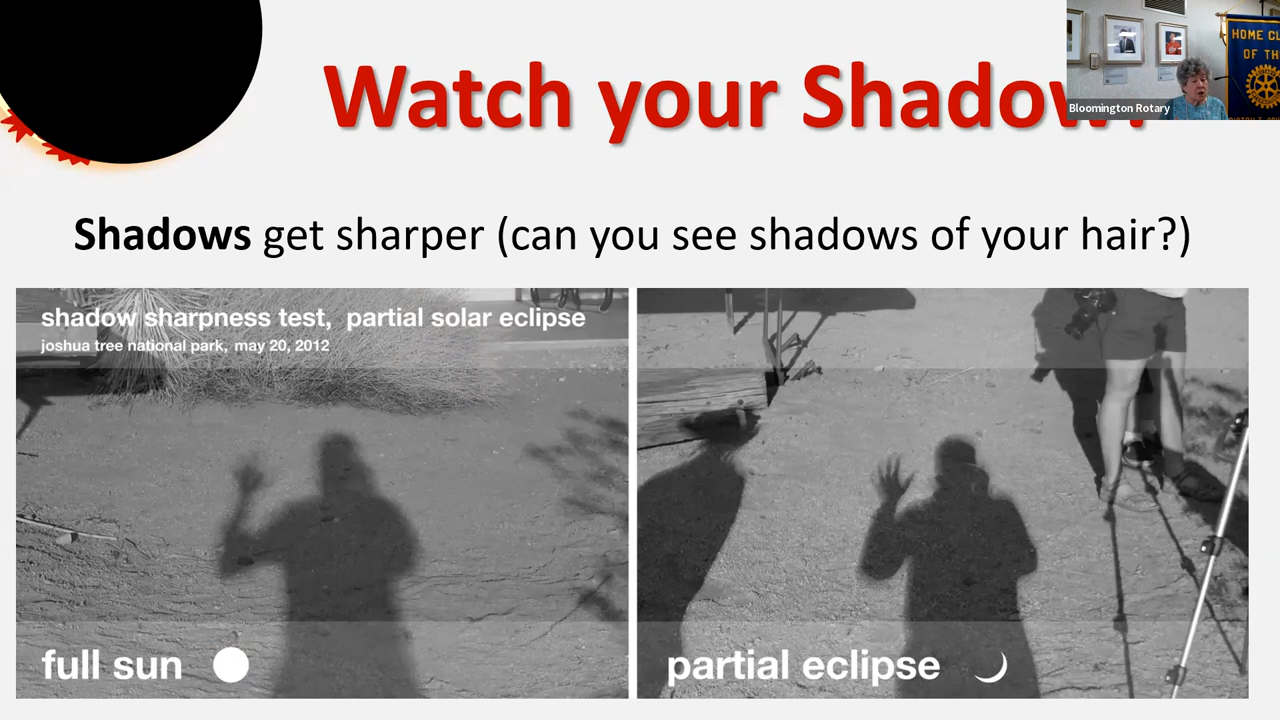 Watch your Shadow!
HOME CL
OF TH
Bloomington Rotary
Shadows get sharper (can you see shadows of your hair?)
shadow sharpness test, partial solar eclipse
joshua tree national park, may 20, 2012
full sun
partial eclipse